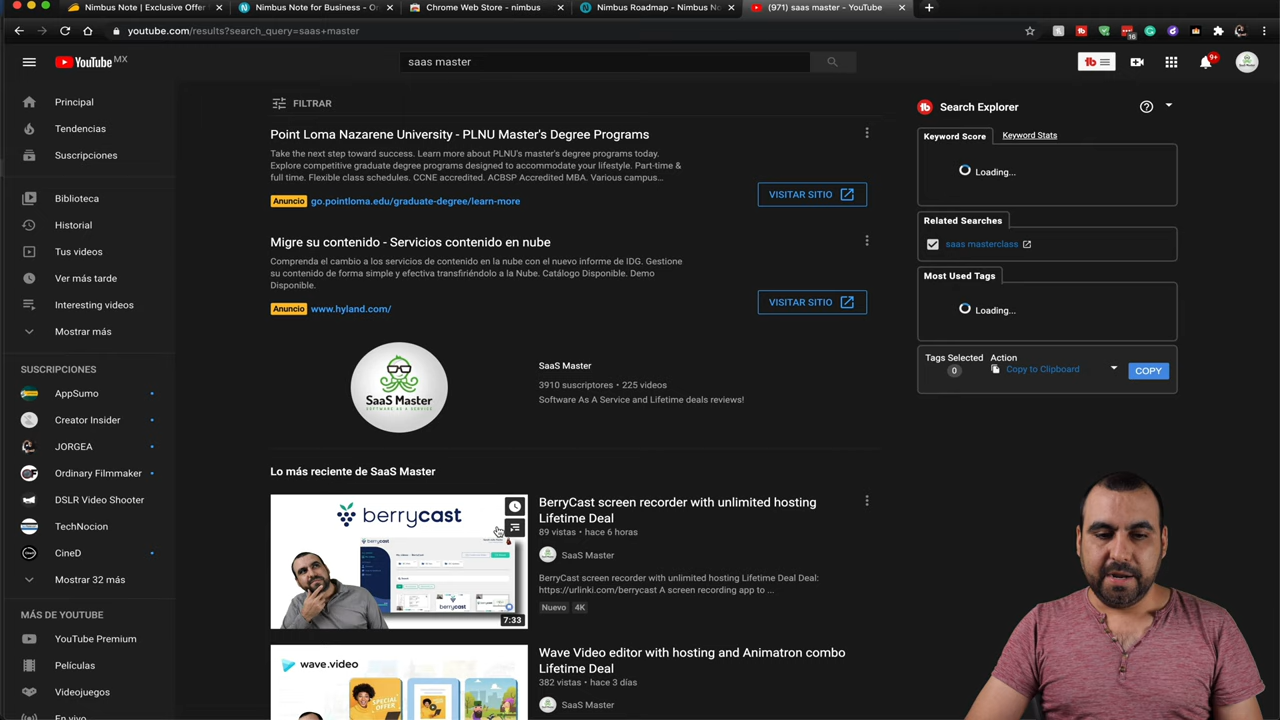 Nimbus Note | Exclusive Offer
Nimbus Note for Business - O
Chrome Web Store - nimbus
Nimbus Roadmap - Nimbus No
(971) saas master - YouTube
youtube.com/results?search_query=saas+master
16
YouTube MX
saas master
9+
Principal
Tendencias
Suscripciones
Biblioteca
Historial
Tus videos
Ver más tarde
Interesting videos
Mostrar más
SUSCRIPCIONES
AppSumo
Creator Insider
JORGEA
Ordinary Filmmaker
DSLR Video Shooter
TechNocion
CineD
Mostrar 32 más
MÁS DE YOUTUBE
YouTube Premium
Películas
Videojuegos
En vivo
FILTRAR
Point Loma Nazarene University - PLNU Master's Degree Programs
Take the next step toward success. Learn more about PLNU's master's degree programs today.
Explore competitive graduate degree programs designed to accommodate your lifestyle. Part-time &
full time. Flexible class schedules. CCNE accredited. ACBSP Accredited MBA. Various campus...
Anuncio go.pointloma.edu/graduate-degree/learn-more
VISITAR SITIO
Migre su contenido - Servicios contenido en nube
Comprenda el cambio a los servicios de contenido en la nube con el nuevo informe de IDG. Gestione
su contenido de forma simple y efectiva transfiriéndolo a la Nube. Catálogo Disponible. Demo
Disponible.
Anuncio www.hyland.com/
VISITAR SITIO
SaaS Master
SOFTWARE AS A SERVICE
SaaS Master
3910 suscriptores • 225 videos
Software As A Service and Lifetime deals reviews!
Lo más reciente de SaaS Master
berrycast
7:33
BerryCast screen recorder with unlimited hosting
Lifetime Deal
89 vistas • hace 6 horas
SaaS Master
BerryCast screen recorder with unlimited hosting Lifetime Deal Deal:
https://urlinki.com/berrycast A screen recording app to ...
Nuevo 4K
wave.video
SPECIAL
OFFER
Wave Video editor with hosting and Animatron combo
Lifetime Deal
382 vistas • hace 3 días
SaaS Master
Search Explorer
Keyword Score
Keyword Stats
Loading...
Related Searches
saas masterclass
Most Used Tags
Loading...
Tags Selected
0
Action
Copy to Clipboard
COPY